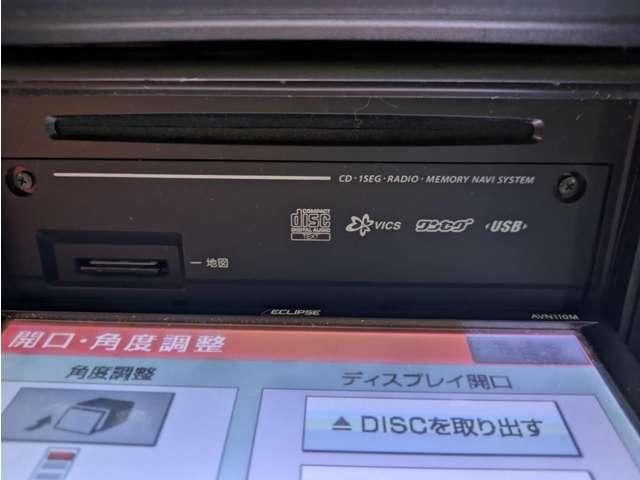 CD・1SEG・RADIO・MEMORY NAVI SYSTEM
COMPACT
disc
DIGITAL AUDIO
TEXT
VICS
ワンセグ
USB
地図
ECLIPSE
AVN110M
開口・角度調整
角度調整
ディスプレイ開口
▲DISCを取り出す